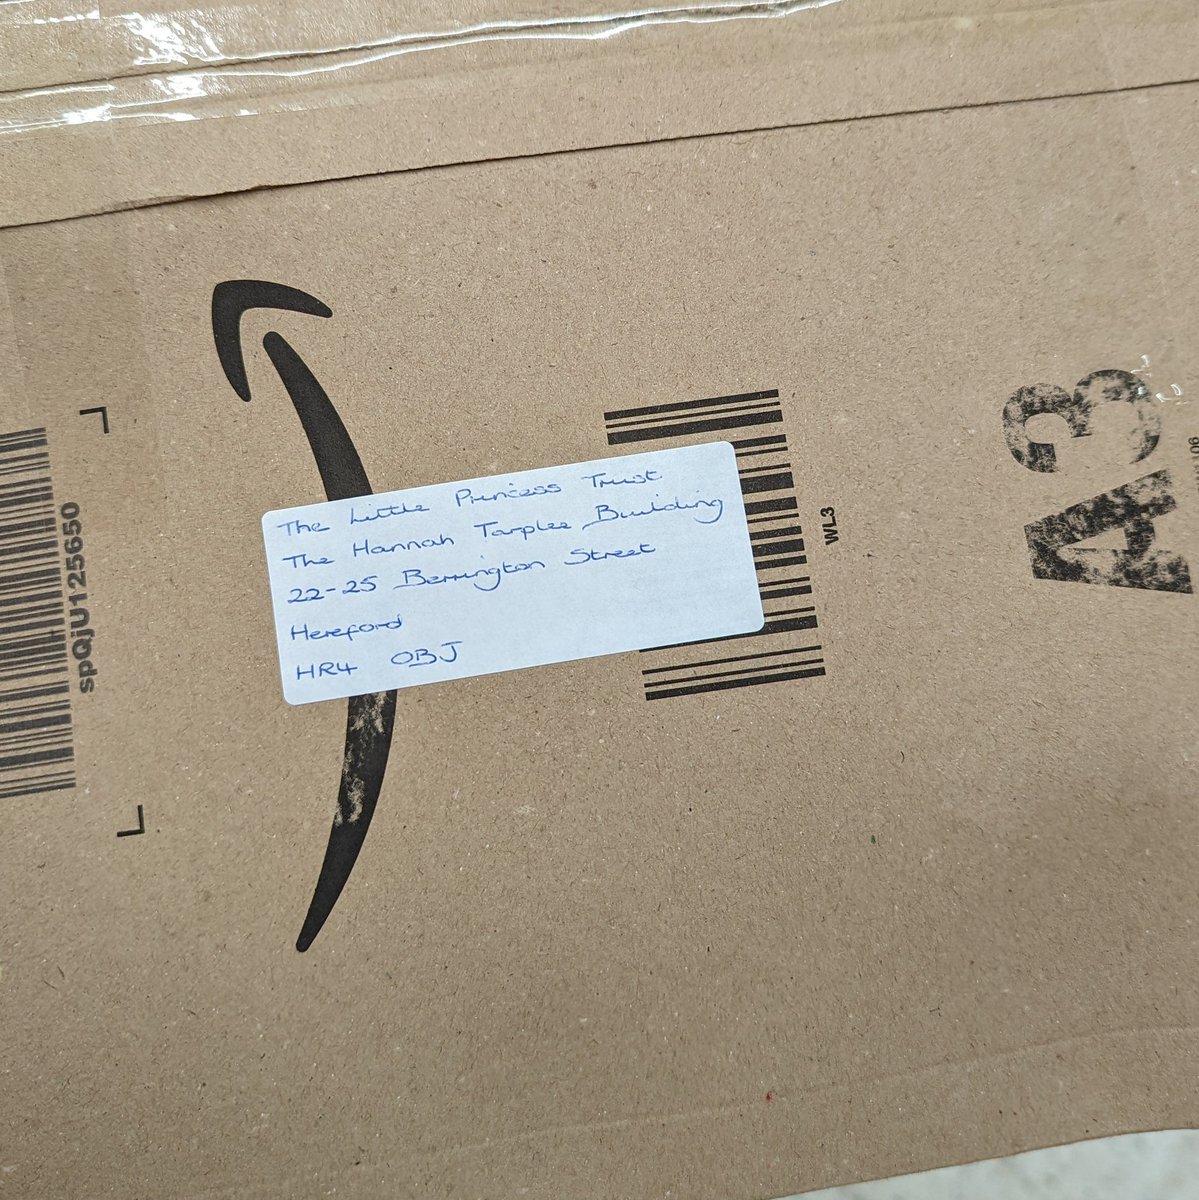 The Little Princess Trust
The Hannah Tarplee Building
22-25 Berrington Street
Hereford
HR4 0BJ
spQjU125650
WL3
A3